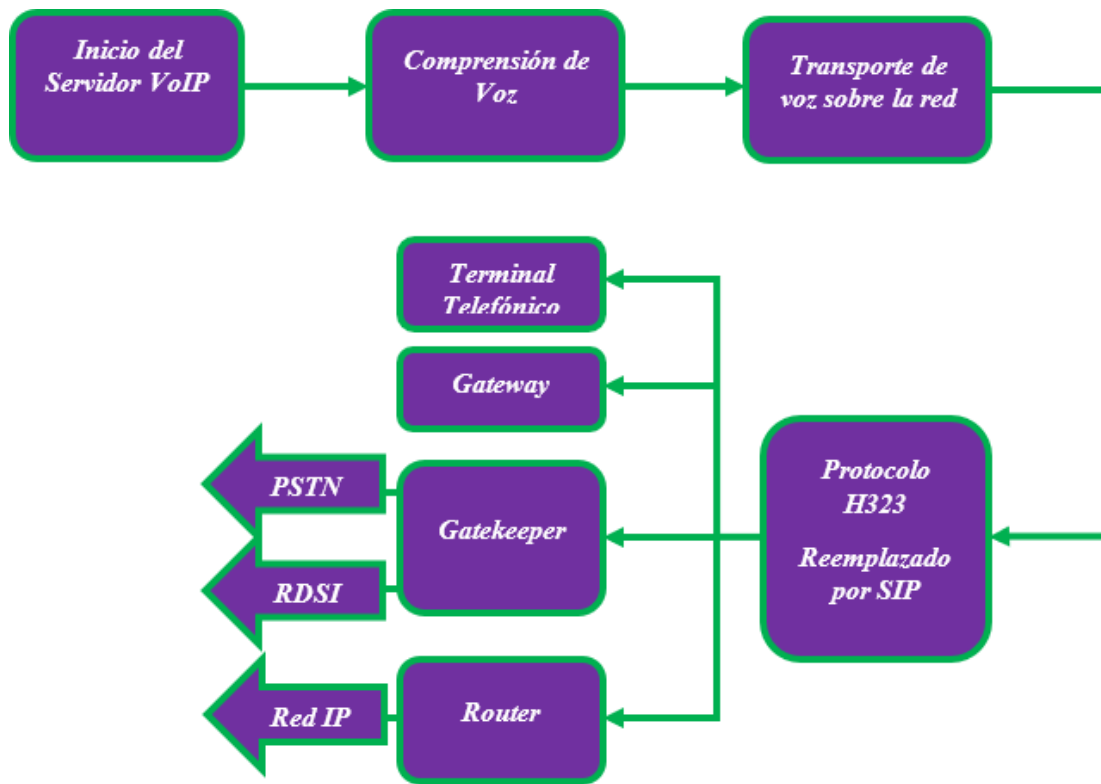 Inicio del
Servidor VoIP
Comprensión de
Voz
Transporte de
voz sobre la red
Terminal
Telefónico
Gateway
PSTN
Gatekeeper
RDSI
Protocolo
H323
Reemplazado
por SIP
Red IP
Router